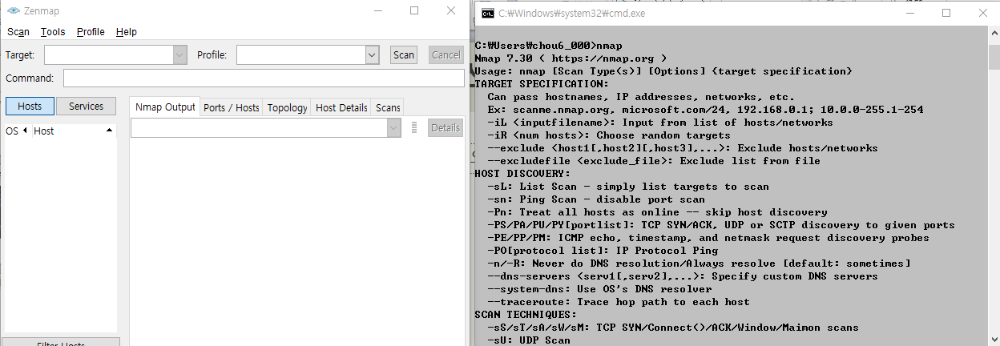 Zenmap
Scan Tools Profile Help
Target: Profile: Scan Cancel
Command:
Hosts Services
Nmap Output Ports / Hosts Topology Host Details Scans
OS Host
Details
Filter Hosts
C:₩Windows₩system32₩cmd.exe
C:₩Users₩chou6_000>nmap
Nmap 7.30 ( https://nmap.org )
Usage: nmap [Scan Type(s)] [Options] {target specification}
TARGET SPECIFICATION:
Can pass hostnames, IP addresses, networks, etc.
Ex: scanme.nmap.org, microsoft.com/24, 192.168.0.1; 10.0.0-255.1-254
-iL <inputfilename>: Input from list of hosts/networks
-iR <num hosts>: Choose random targets
--exclude <host1[,host2][,host3],...>: Exclude hosts/networks
--excludefile <exclude_file>: Exclude list from file
HOST DISCOVERY:
-sL: List Scan - simply list targets to scan
-sn: Ping Scan - disable port scan
-Pn: Treat all hosts as online -- skip host discovery
-PS/PA/PU/PY[portlist]: TCP SYN/ACK, UDP or SCTP discovery to given ports
-PE/PP/PM: ICMP echo, timestamp, and netmask request discovery probes
-PO[protocol list]: IP Protocol Ping
-n/-R: Never do DNS resolution/Always resolve [default: sometimes]
--dns-servers <serv1[,serv2],...>: Specify custom DNS servers
--system-dns: Use OS's DNS resolver
--traceroute: Trace hop path to each host
SCAN TECHNIQUES:
-sS/sT/sA/sW/sM: TCP SYN/Connect()/ACK/Window/Maimon scans
-sU: UDP Scan